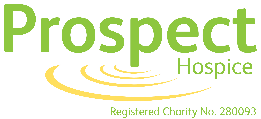 Prospect
Hospice
Registered Charity No. 280093